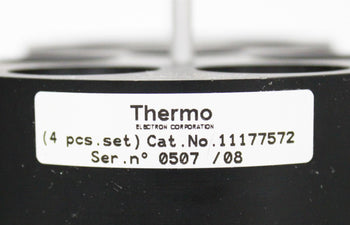 Thermo
ELECTRON CORPORATION
(4 pcs.set) Cat.No.11177572
Ser.n° 0507 /08